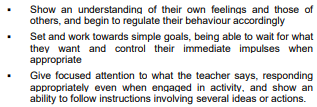 ▪ Show an understanding of their own feelings and those of
others, and begin to regulate their behaviour accordingly
▪ Set and work towards simple goals, being able to wait for what
they want and control their immediate impulses when
appropriate
▪ Give focused attention to what the teacher says, responding
appropriately even when engaged in activity, and show an
ability to follow instructions involving several ideas or actions.